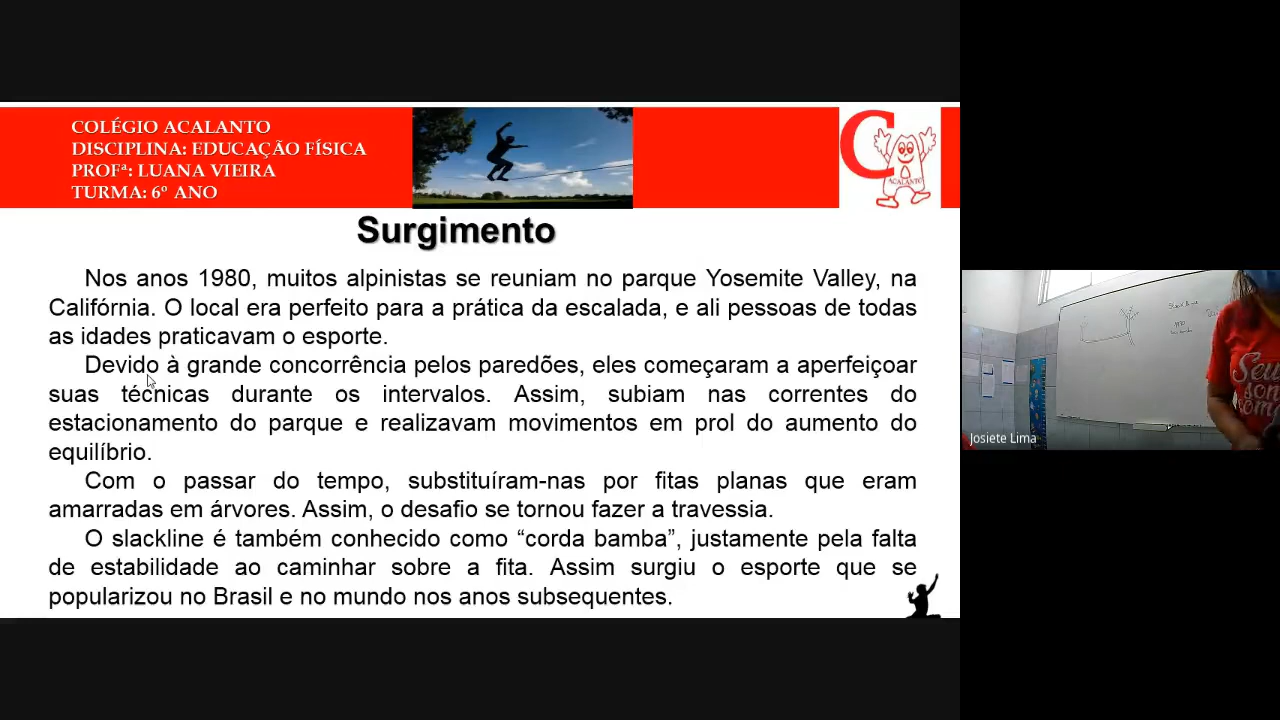 COLÉGIO ACALANTO
DISCIPLINA: EDUCAÇÃO FÍSICA
PROFª: LUANA VIEIRA
TURMA: 6º ANO
C
ACALANTO
Surgimento
Nos anos 1980, muitos alpinistas se reuniam no parque Yosemite Valley, na
Califórnia. O local era perfeito para a prática da escalada, e ali pessoas de todas
as idades praticavam o esporte.
Devido à grande concorrência pelos paredões, eles começaram a aperfeiçoar
suas técnicas durante os intervalos. Assim, subiam nas correntes do
estacionamento do parque e realizavam movimentos em prol do aumento do
equilíbrio.
Com o passar do tempo, substituíram-nas por fitas planas que eram
amarradas em árvores. Assim, o desafio se tornou fazer a travessia.
O slackline é também conhecido como “corda bamba”, justamente pela falta
de estabilidade ao caminhar sobre a fita. Assim surgiu o esporte que se
popularizou no Brasil e no mundo nos anos subsequentes.
1980
Seu
som
Josiete Lima